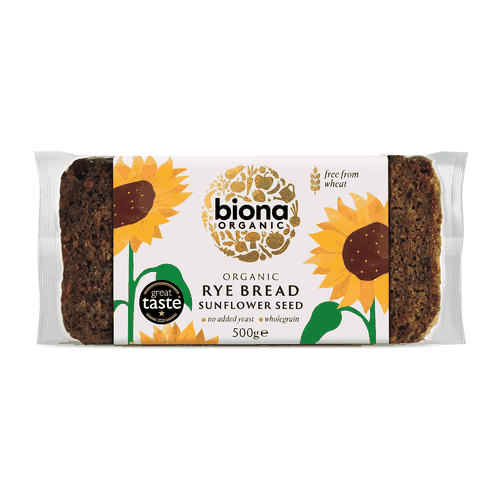 biona
ORGANIC
free from
wheat
ORGANIC
RYE BREAD
SUNFLOWER SEED
no added yeast • wholegrain
500g℮
great
taste